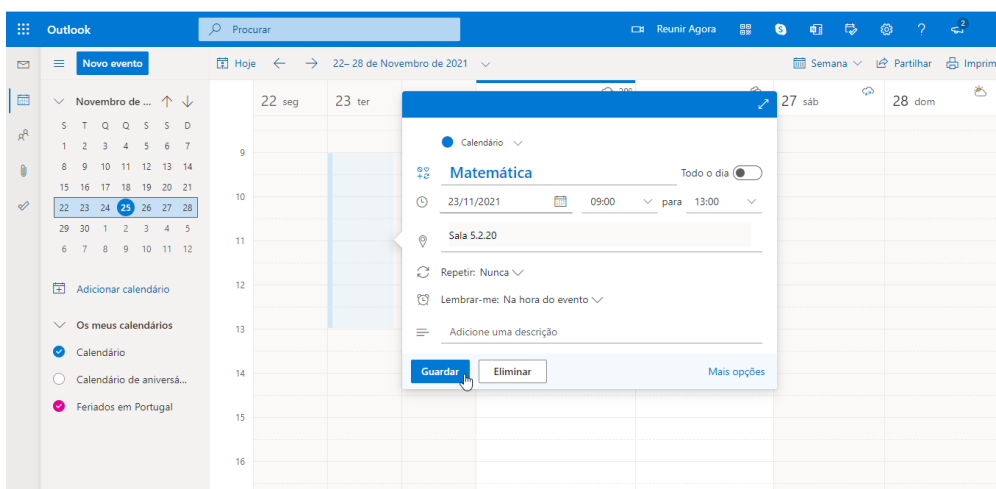 Outlook
Procurar
Reunir Agora
2
Novo evento
Hoje
22– 28 de Novembro de 2021
Semana
Partilhar
Imprim
Novembro de ...
S T Q Q S S D
1 2 3 4 5 6 7
8 9 10 11 12 13 14
15 16 17 18 19 20 21
22 23 24 25 26 27 28
29 30 1 2 3 4 5
6 7 8 9 10 11 12
Adicionar calendário
Os meus calendários
Calendário
Calendário de aniversá...
Feriados em Portugal
22 seg
23 ter
27 sáb
28 dom
9
10
11
12
13
14
15
16
Calendário
Matemática
Todo o dia
23/11/2021
09:00
para
13:00
Sala 5.2.20
Repetir: Nunca
Lembrar-me: Na hora do evento
Adicione uma descrição
Guardar
Eliminar
Mais opções